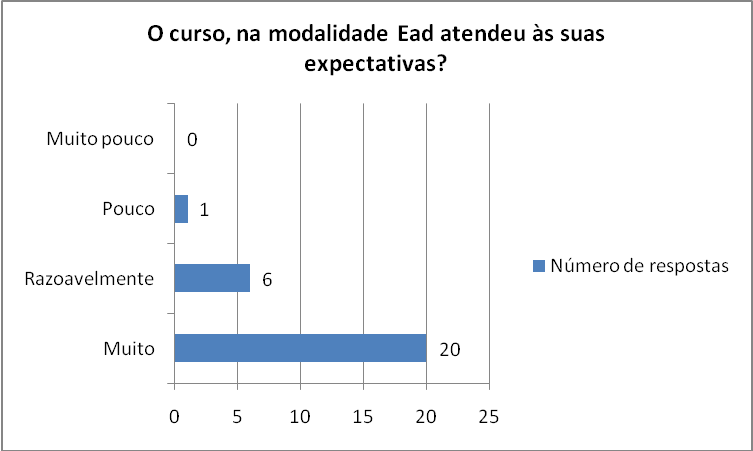 O curso, na modalidade Ead atendeu às suas
expectativas?
Muito pouco
0
Pouco
1
Razoavelmente
6
Muito
20
0 5 10 15 20 25
Número de respostas